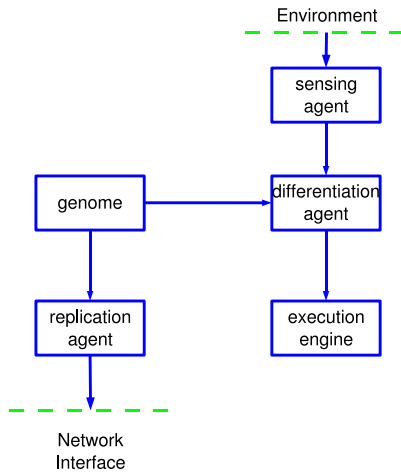 Environment
sensing
agent
genome
differentiation
agent
replication
agent
execution
engine
Network
Interface